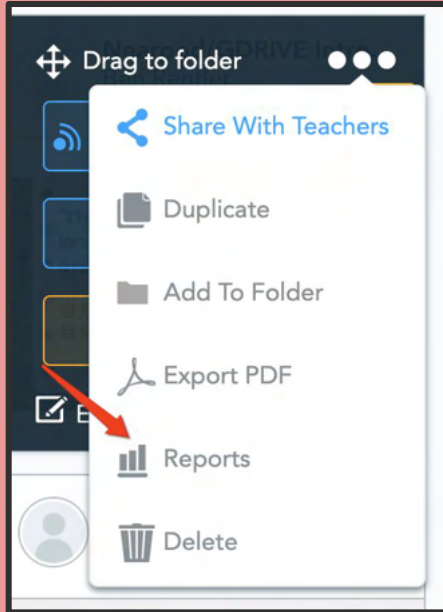 Drag to folder
Share With Teachers
Duplicate
Add To Folder
Export PDF
Reports
Delete